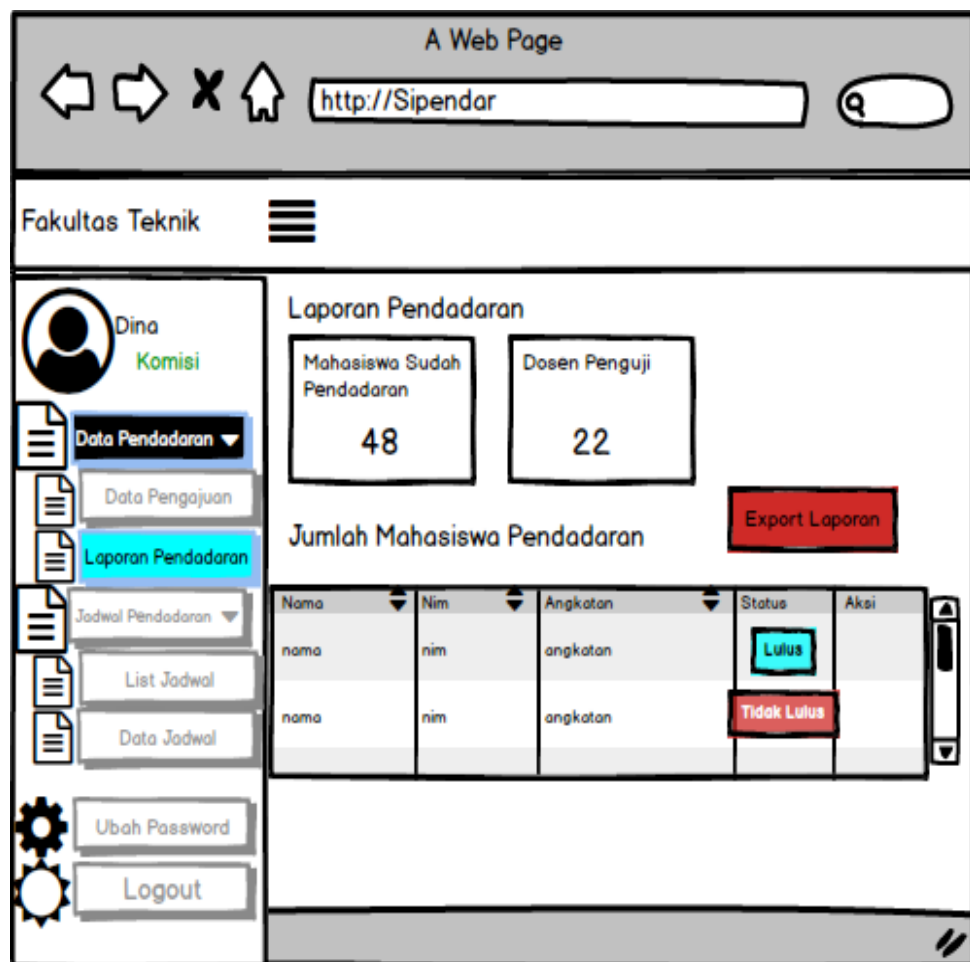 A Web Page
http://Sipendar
Fakultas Teknik
Dina
Komisi
Data Pendadaran
Data Pengajuan
Laporan Pendadaran
Jadwal Pendadaran
List Jadwal
Data Jadwal
Ubah Password
Logout
Laporan Pendadaran
Mahasiswa Sudah
Pendadaran
48
Dosen Penguji
22
Export Laporan
Jumlah Mahasiswa Pendadaran
Nama Nim Angkatan Status Aksi
nama nim angkatan Lulus
nama nim angkatan Tidak Lulus